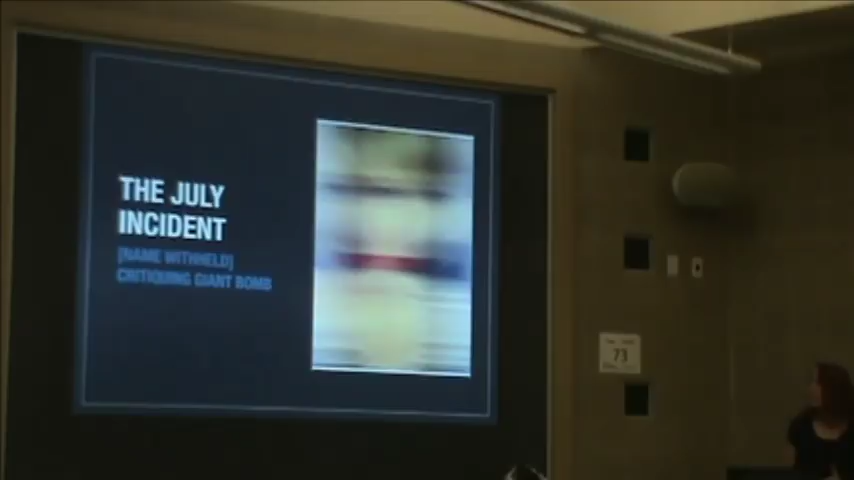 THE JULY
INCIDENT
[NAME WITHHELD]
CRITIQUING GIANT BOMB
73